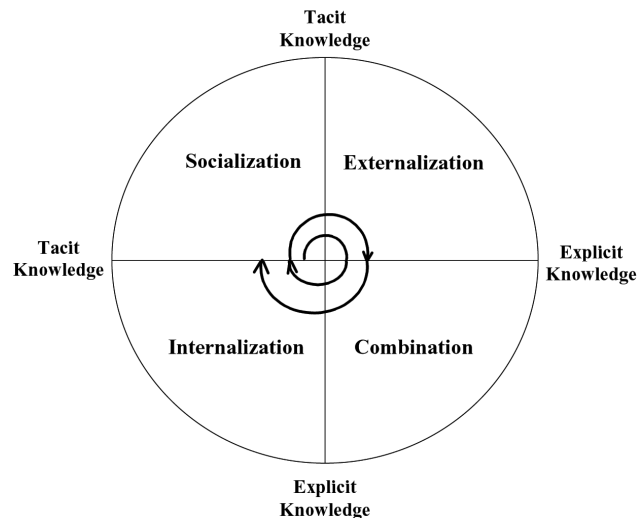 Tacit
Knowledge
Socialization
Externalization
Tacit
Knowledge
Explicit
Knowledge
Internalization
Combination
Explicit
Knowledge